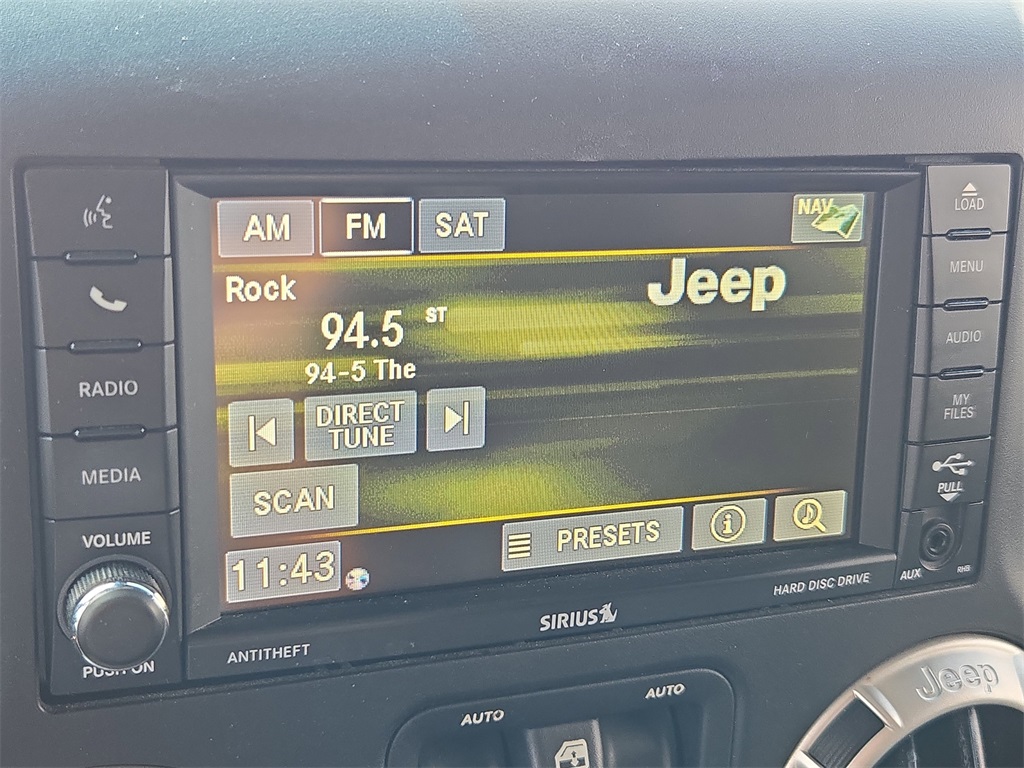 AM
FM
SAT
NAV
LOAD
MENU
AUDIO
MY
FILES
PULL
AUX
RHB
RADIO
MEDIA
VOLUME
PUSH ON
Rock
Jeep
94.5 ST
94-5 The
DIRECT
TUNE
SCAN
PRESETS
11:43
ANTITHEFT
SIRIUS
HARD DISC DRIVE
AUTO
AUTO
Jeep